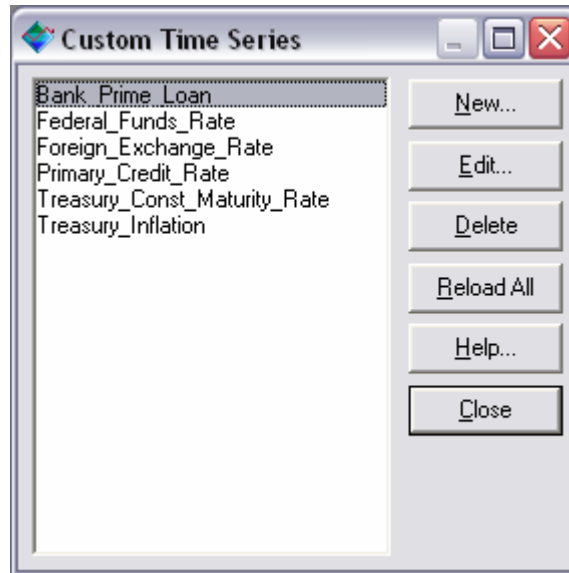 Custom Time Series
Bank_Prime_Loan
Federal_Funds_Rate
Foreign_Exchange_Rate
Primary_Credit_Rate
Treasury_Const_Maturity_Rate
Treasury_Inflation
New...
Edit...
Delete
Reload All
Help...
Close